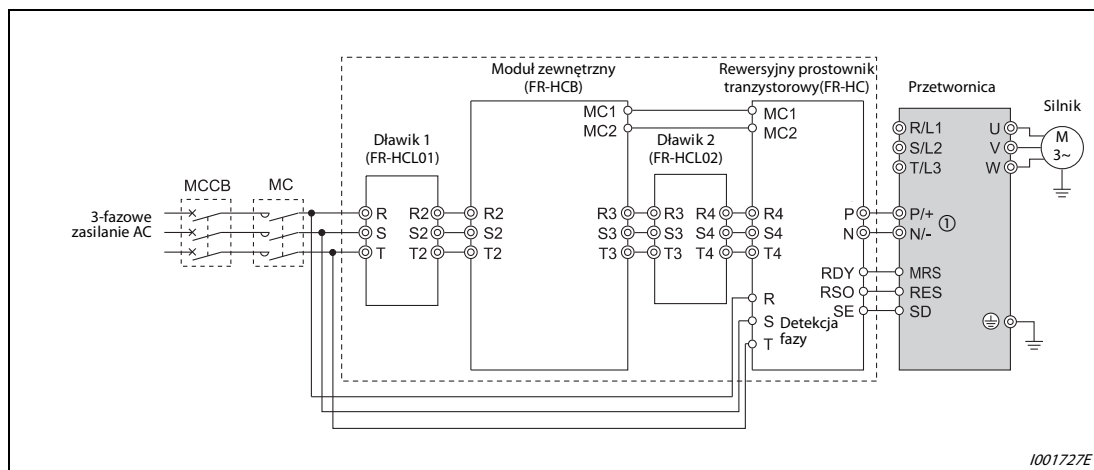 Moduł zewnętrzny
(FR-HCB)
Rewersyjny prostownik
tranzystorowy(FR-HC)
Przetwornica
Silnik
MC1
MC2
MC1
MC2
Dławik 1
(FR-HCL01)
Dławik 2
(FR-HCL02)
R/L1
S/L2
T/L3
U
V
W
M
3~
MCCB
MC
3-fazowe
zasilanie AC
R R2 R2 R3 R3 R4 R4 P P/+
S S2 S2 S3 S3 S4 S4 N N/-
T T2 T2 T3 T3 T4 T4
①
RDY MRS
RSO RES
SE SD
R
S
T
Detekcja
fazy
I001727E